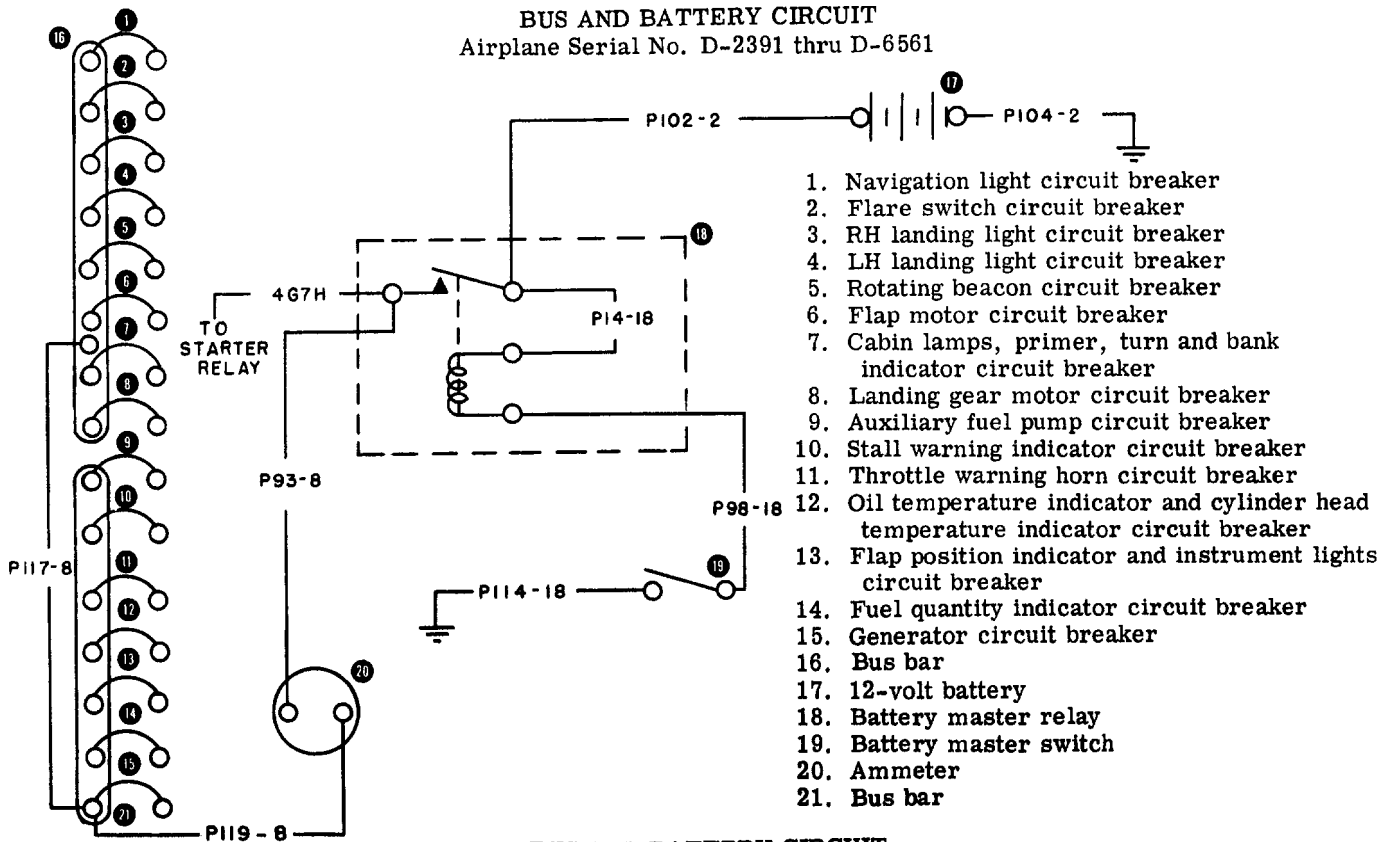 BUS AND BATTERY CIRCUIT
Airplane Serial No. D-2391 thru D-6561
1
16
2
3
4
5
6
7
8
9
10
11
12
13
14
15
21
17
P102-2
P104-2
18
4G7H
P14-18
TO
STARTER
RELAY
P93-8
P98-18
P117-8
19
P114-18
20
P119-8
1. Navigation light circuit breaker
2. Flare switch circuit breaker
3. RH landing light circuit breaker
4. LH landing light circuit breaker
5. Rotating beacon circuit breaker
6. Flap motor circuit breaker
7. Cabin lamps, primer, turn and bank
indicator circuit breaker
8. Landing gear motor circuit breaker
9. Auxiliary fuel pump circuit breaker
10. Stall warning indicator circuit breaker
11. Throttle warning horn circuit breaker
12. Oil temperature indicator and cylinder head
temperature indicator circuit breaker
13. Flap position indicator and instrument lights
circuit breaker
14. Fuel quantity indicator circuit breaker
15. Generator circuit breaker
16. Bus bar
17. 12-volt battery
18. Battery master relay
19. Battery master switch
20. Ammeter
21. Bus bar
BATTERY CIRCUIT